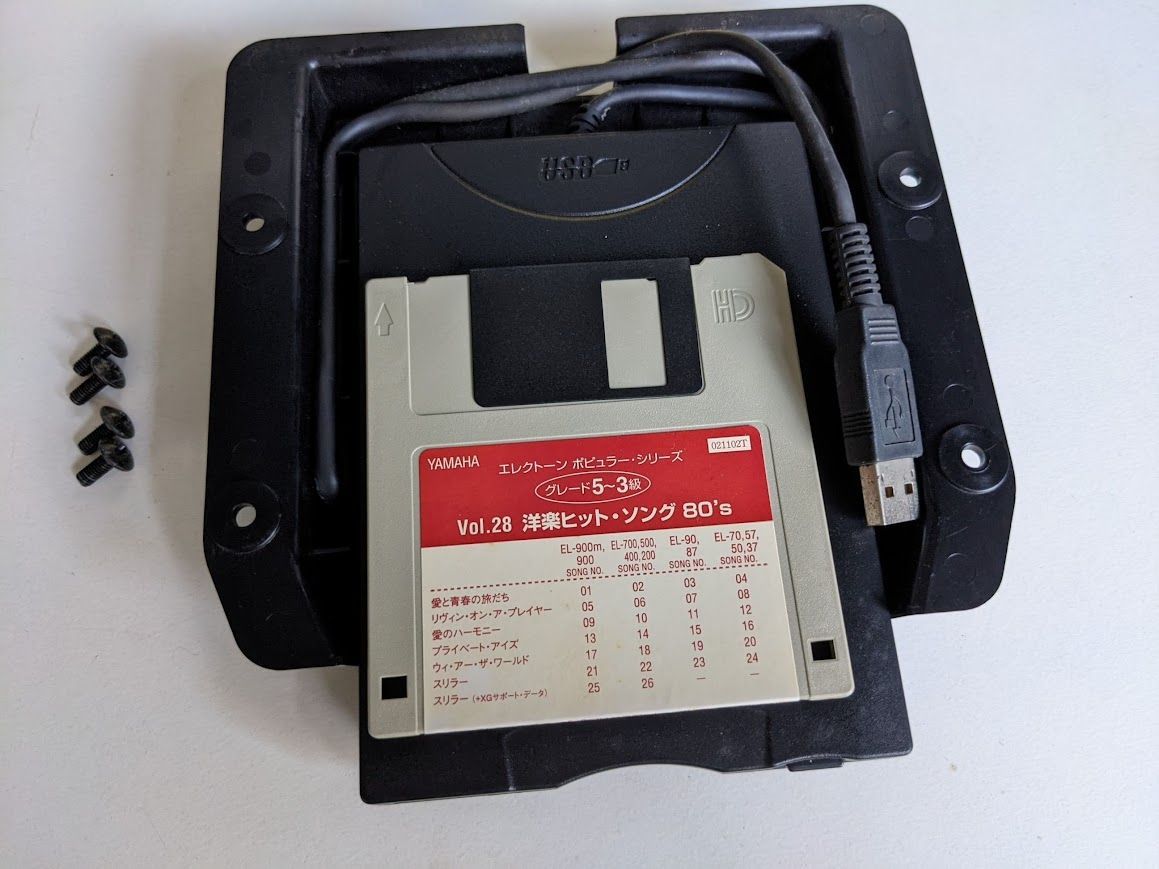 USB
HD
YAMAHA エレクトーン ポピュラー・シリーズ 021102T
グレード5〜3級
Vol.28 洋楽ヒット・ソング 80's
EL-900m, EL-700,500, EL-90, EL-70,57,
900 400,200 87 50,37
SONG NO. SONG NO. SONG NO. SONG NO.
愛と青春の旅だち 01 02 03 04
リヴィン・オン・ア・プレイヤー 05 06 07 08
愛のハーモニー 09 10 11 12
プライベート・アイズ 13 14 15 16
ウィ・アー・ザ・ワールド 17 18 19 20
スリラー 21 22 23 24
スリラー (+XGサポート・データ) 25 26 — —